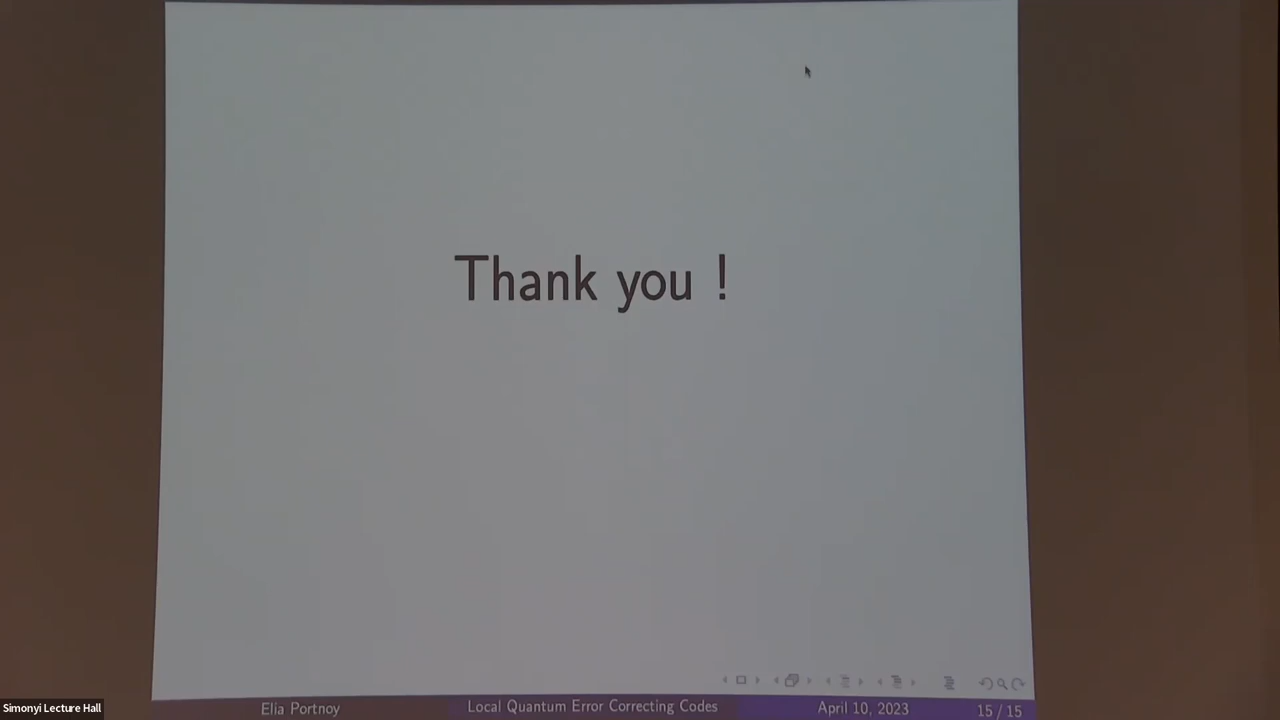 Thank you !
Elia Portnoy
Local Quantum Error Correcting Codes
April 10, 2023
15 / 15
Simonyi Lecture Hall